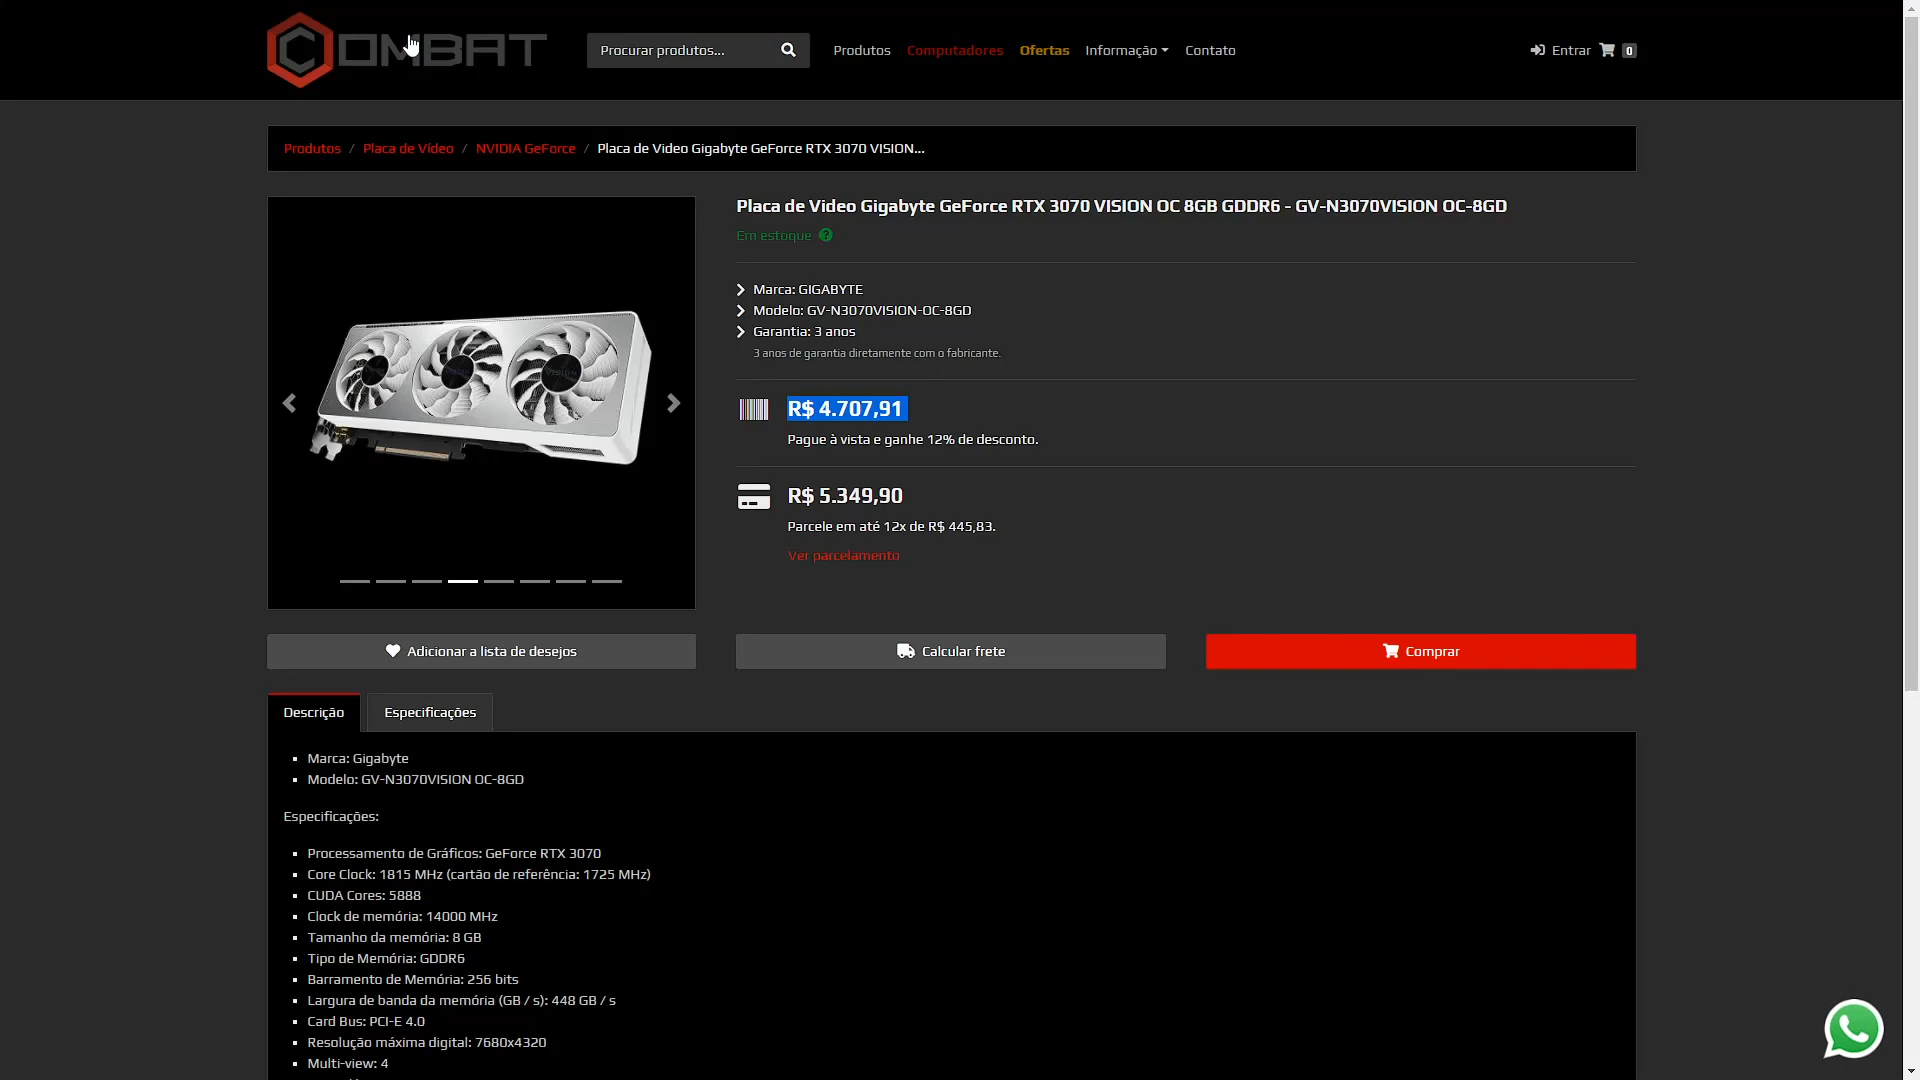 COMBAT
Procurar produtos...
Produtos
Computadores
Ofertas
Informação
Contato
Entrar
0
Produtos / Placa de Vídeo / NVIDIA GeForce / Placa de Video Gigabyte GeForce RTX 3070 VISION...
Placa de Video Gigabyte GeForce RTX 3070 VISION OC 8GB GDDR6 - GV-N3070VISION OC-8GD
Em estoque
Marca: GIGABYTE
Modelo: GV-N3070VISION-OC-8GD
Garantia: 3 anos
3 anos de garantia diretamente com o fabricante.
R$ 4.707,91
Pague à vista e ganhe 12% de desconto.
R$ 5.349,90
Parcele em até 12x de R$ 445,83.
Ver parcelamento
Adicionar a lista de desejos
Calcular frete
Comprar
Descrição
Especificações
Marca: Gigabyte
Modelo: GV-N3070VISION OC-8GD
Especificações:
Processamento de Gráficos: GeForce RTX 3070
Core Clock: 1815 MHz (cartão de referência: 1725 MHz)
CUDA Cores: 5888
Clock de memória: 14000 MHz
Tamanho da memória: 8 GB
Tipo de Memória: GDDR6
Barramento de Memória: 256 bits
Largura de banda da memória (GB / s): 448 GB / s
Card Bus: PCI-E 4.0
Resolução máxima digital: 7680x4320
Multi-view: 4